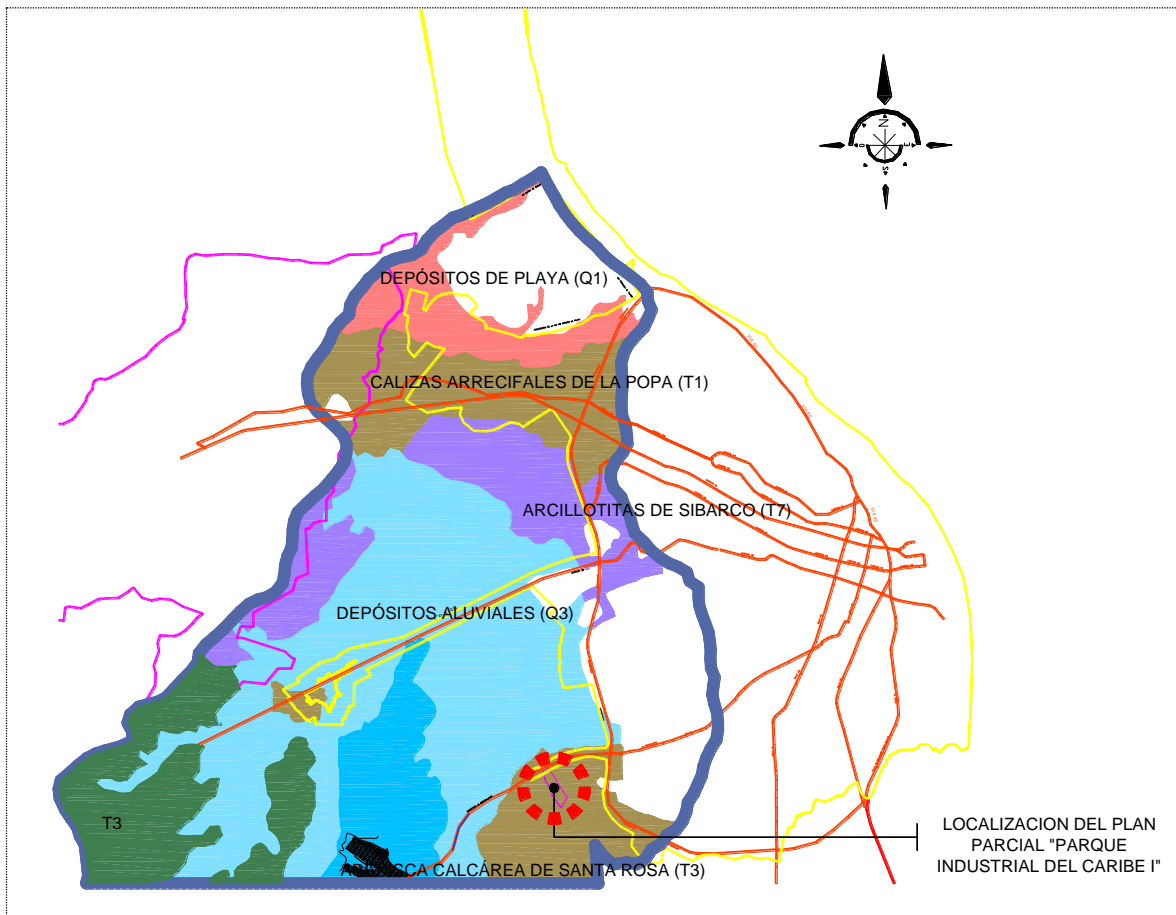 N
O
E
S
DEPÓSITOS DE PLAYA (Q1)
CALIZAS ARRECIFALES DE LA POPA (T1)
ARCILLOTITAS DE SIBARCO (T7)
DEPÓSITOS ALUVIALES (Q3)
T3
CALCÁREA DE SANTA ROSA (T3)
LOCALIZACION DEL PLAN
PARCIAL "PARQUE
INDUSTRIAL DEL CARIBE I"